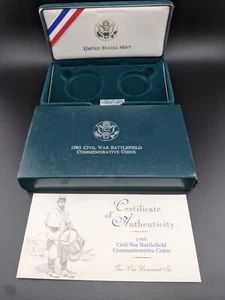 UNITED STATES MINT
1995 CIVIL WAR BATTLEFIELD
COMMEMORATIVE COINS
Certificate
of
Authenticity
1995
Civil War Battlefield
Commemorative Coins
Two-Coin Uncirculated Set